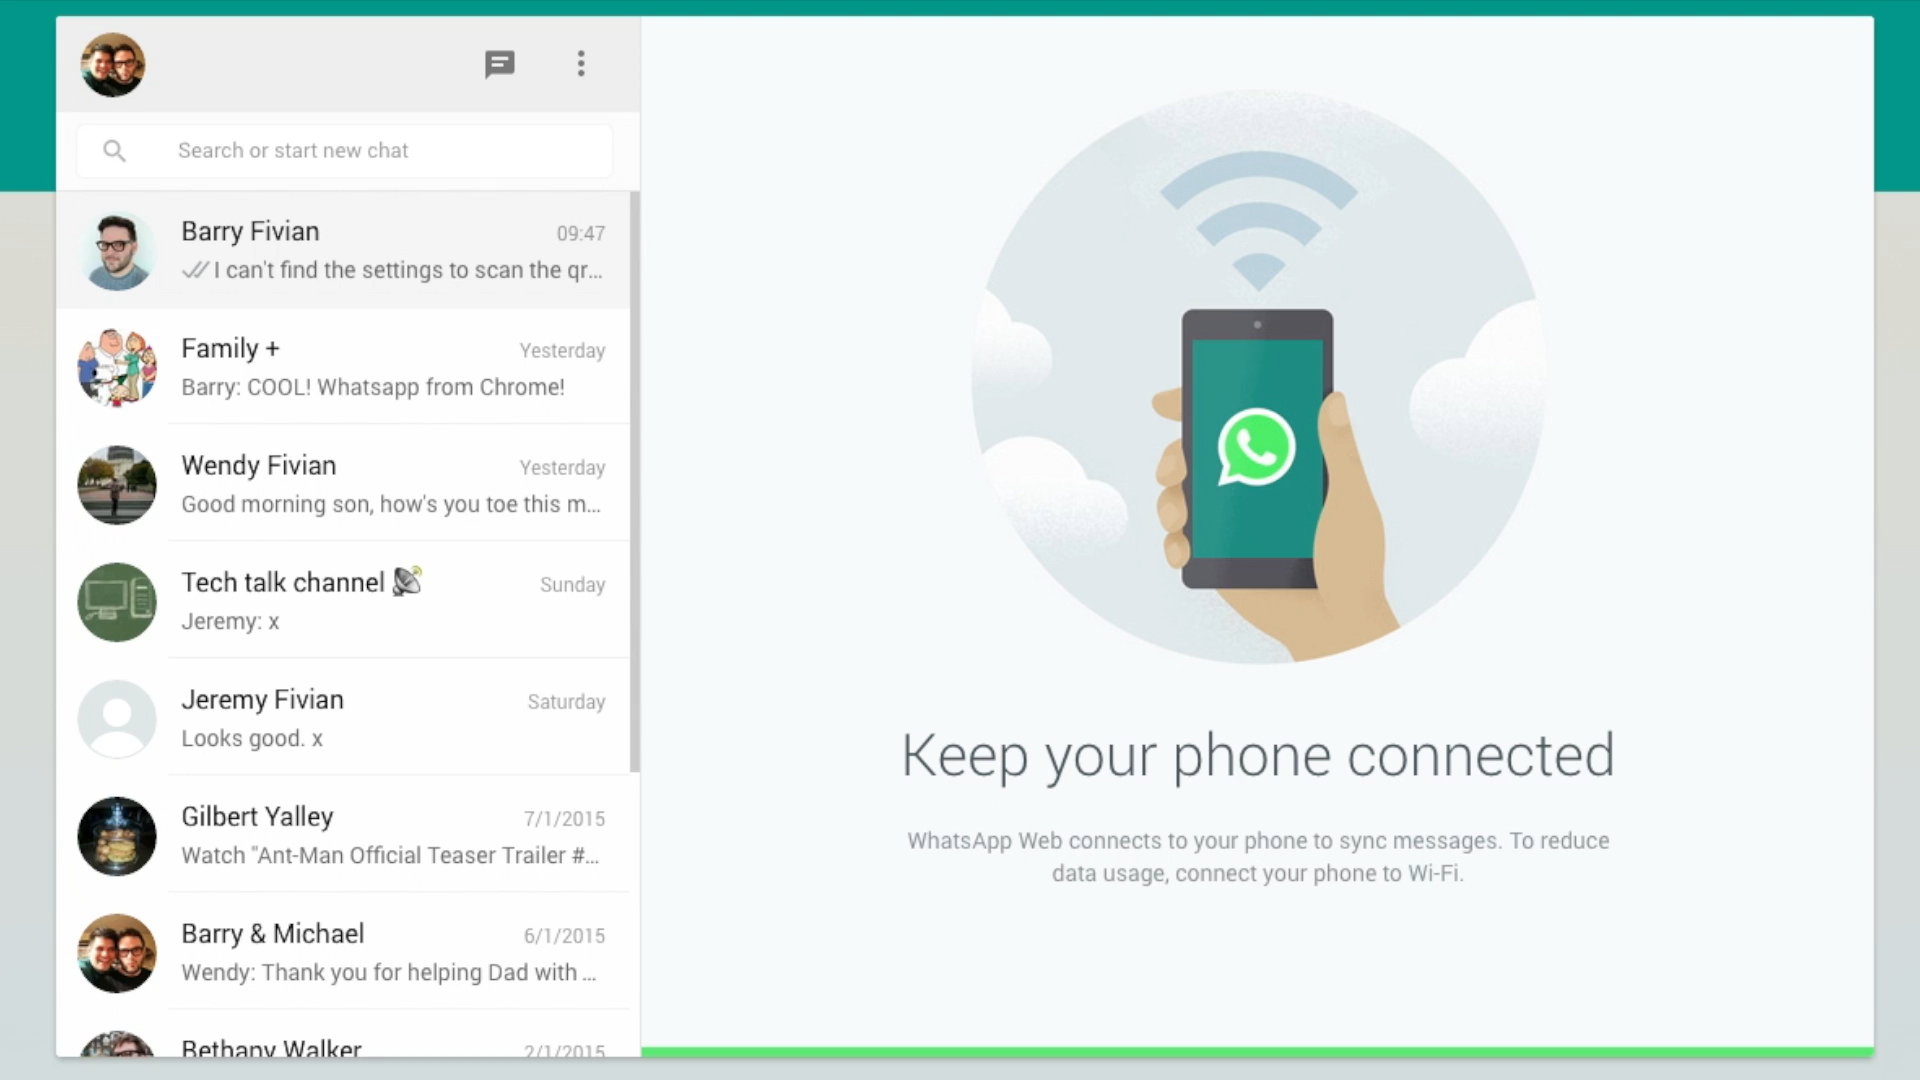 Search or start new chat
Barry Fivian
09:47
I can't find the settings to scan the qr...
Family +
Yesterday
Barry: COOL! Whatsapp from Chrome!
Wendy Fivian
Yesterday
Good morning son, how's you toe this m...
Tech talk channel
Sunday
Jeremy: x
Jeremy Fivian
Saturday
Looks good. x
Gilbert Yalley
7/1/2015
Watch "Ant-Man Official Teaser Trailer #...
Barry & Michael
6/1/2015
Wendy: Thank you for helping Dad with ...
Bethany Walker
2/1/2015
Keep your phone connected
WhatsApp Web connects to your phone to sync messages. To reduce
data usage, connect your phone to Wi-Fi.